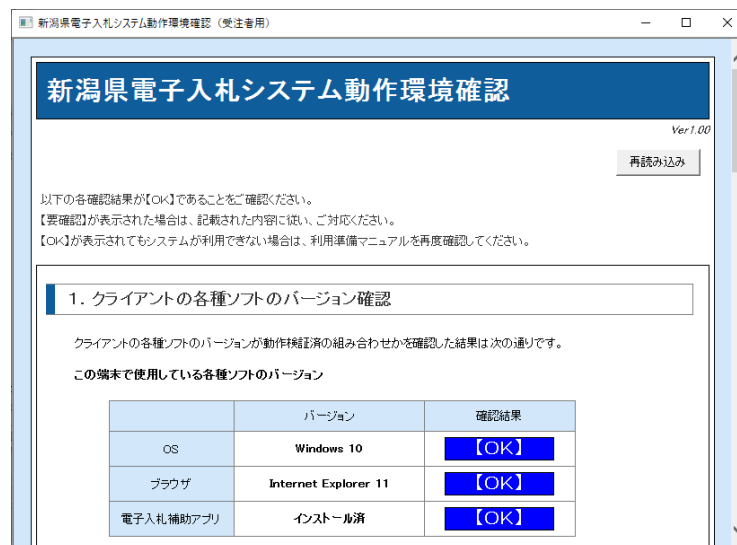 新潟県電子入札システム動作環境確認（受注者用）
新潟県電子入札システム動作環境確認
Ver1.00
再読み込み
以下の各確認結果が【OK】であることをご確認ください。
【要確認】が表示された場合は、記載された内容に従い、ご対応ください。
【OK】が表示されてもシステムが利用できない場合は、利用準備マニュアルを再度確認してください。
1．クライアントの各種ソフトのバージョン確認
クライアントの各種ソフトのバージョンが動作検証済の組み合わせかを確認した結果は次の通りです。
この端末で使用している各種ソフトのバージョン
バージョン 確認結果
OS Windows 10 【OK】
ブラウザ Internet Explorer 11 【OK】
電子入札補助アプリ インストール済 【OK】